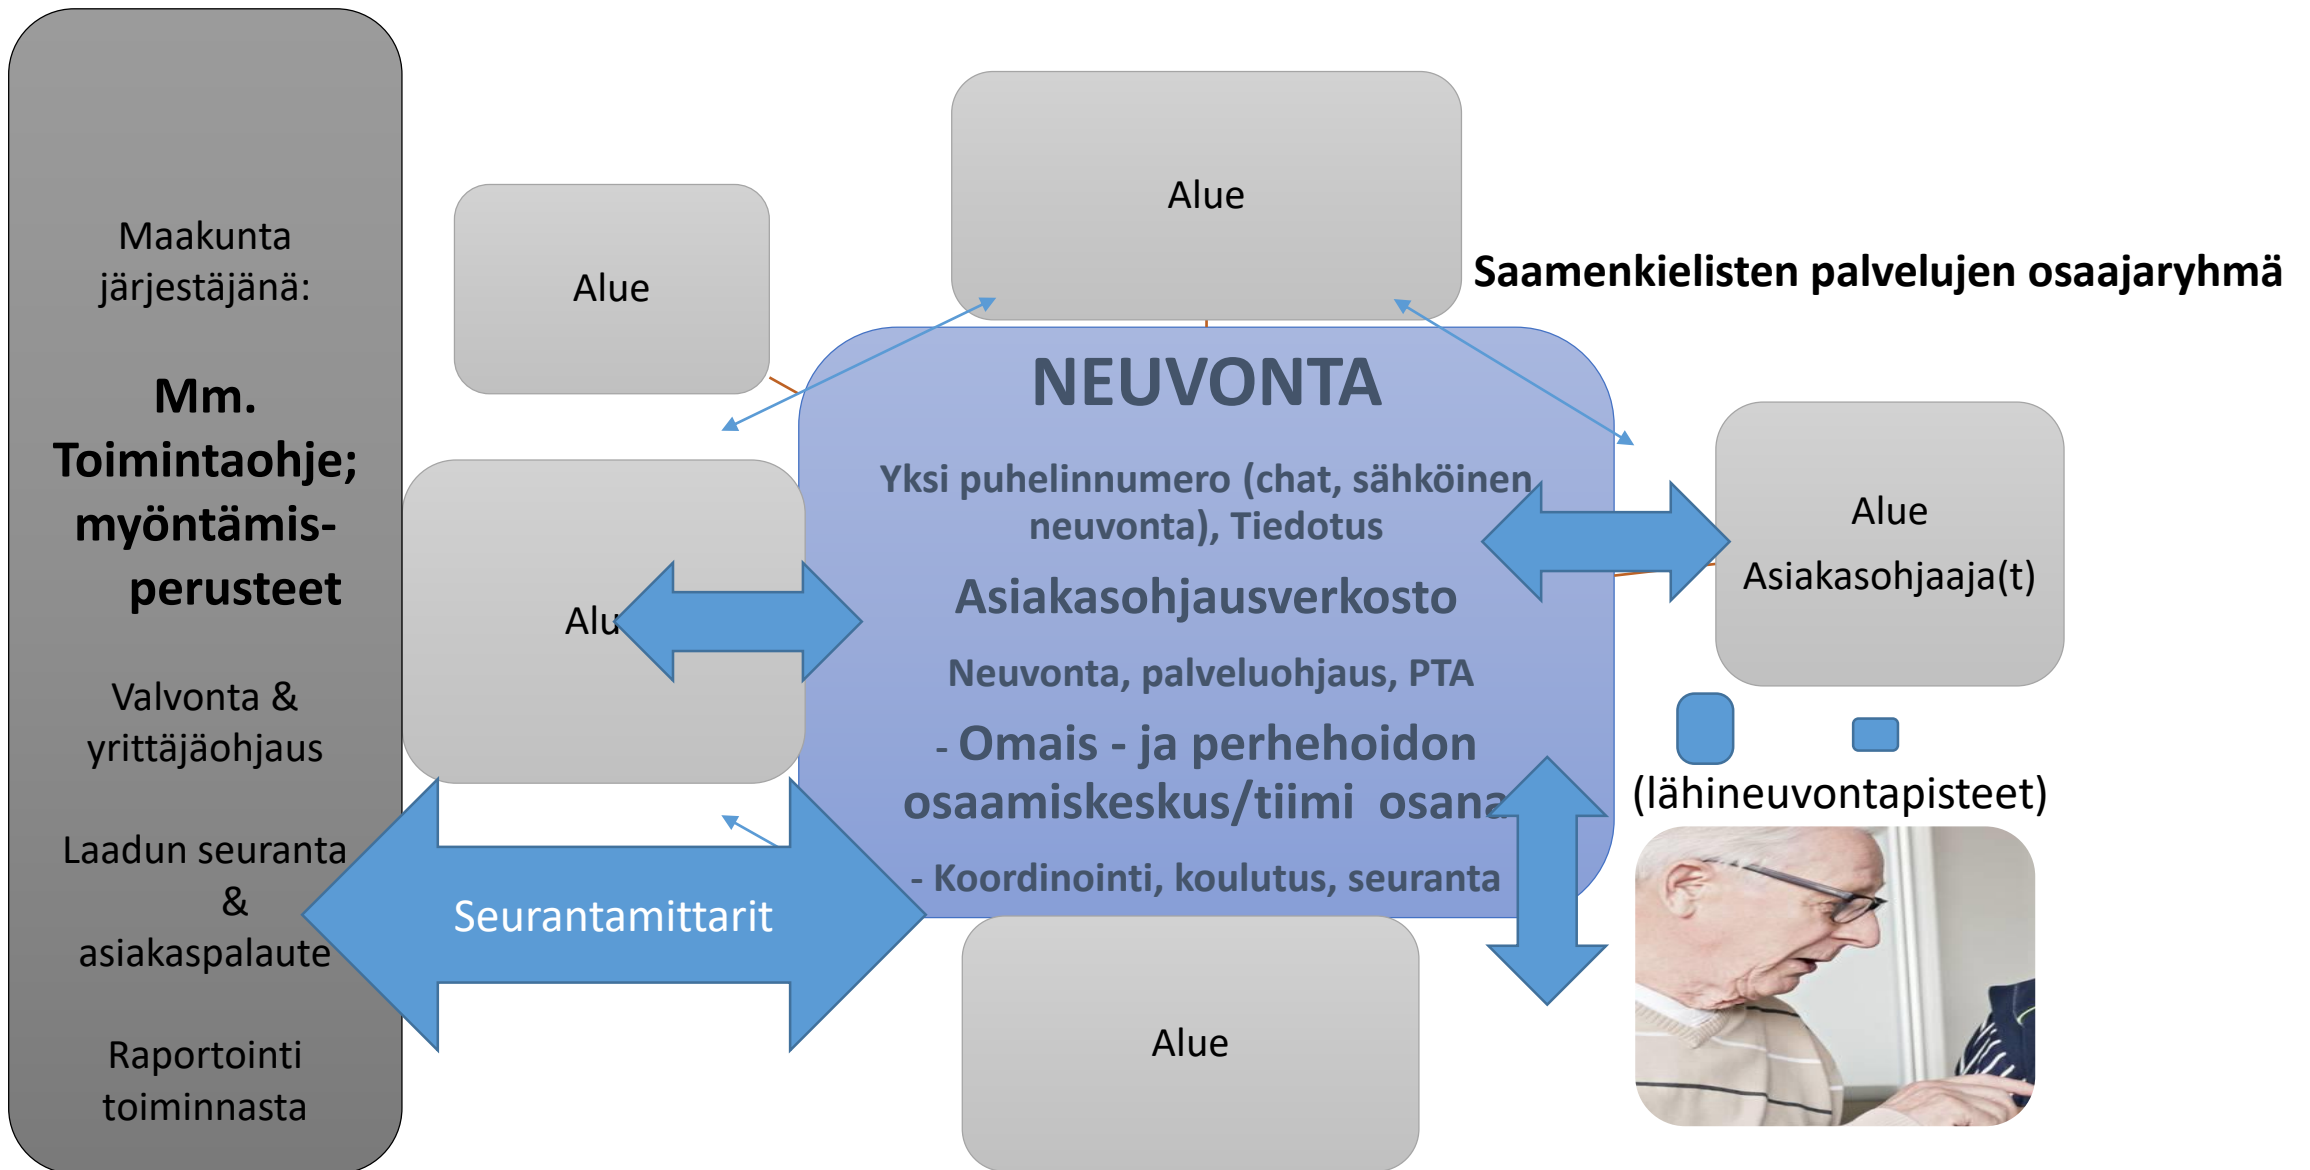 Maakunta
järjestäjänä:
Mm.
Toimintaohje;
myöntämis-
perusteet
Valvonta &
yrittäjäohjaus
Laadun seuranta
&
asiakaspalaute
Raportointi
toiminnasta
Alue
Alue
Alu
Seurantamittarit
NEUVONTA
Yksi puhelinnumero (chat, sähköinen
neuvonta), Tiedotus
Asiakasohjausverkosto
Neuvonta, palveluohjaus, PTA
- Omais - ja perhehoidon
osaamiskeskus/tiimi osana
- Koordinointi, koulutus, seuranta
Alue
Saamenkielisten palvelujen osaajaryhmä
Alue
Asiakasohjaaja(t)
(lähineuvontapisteet)